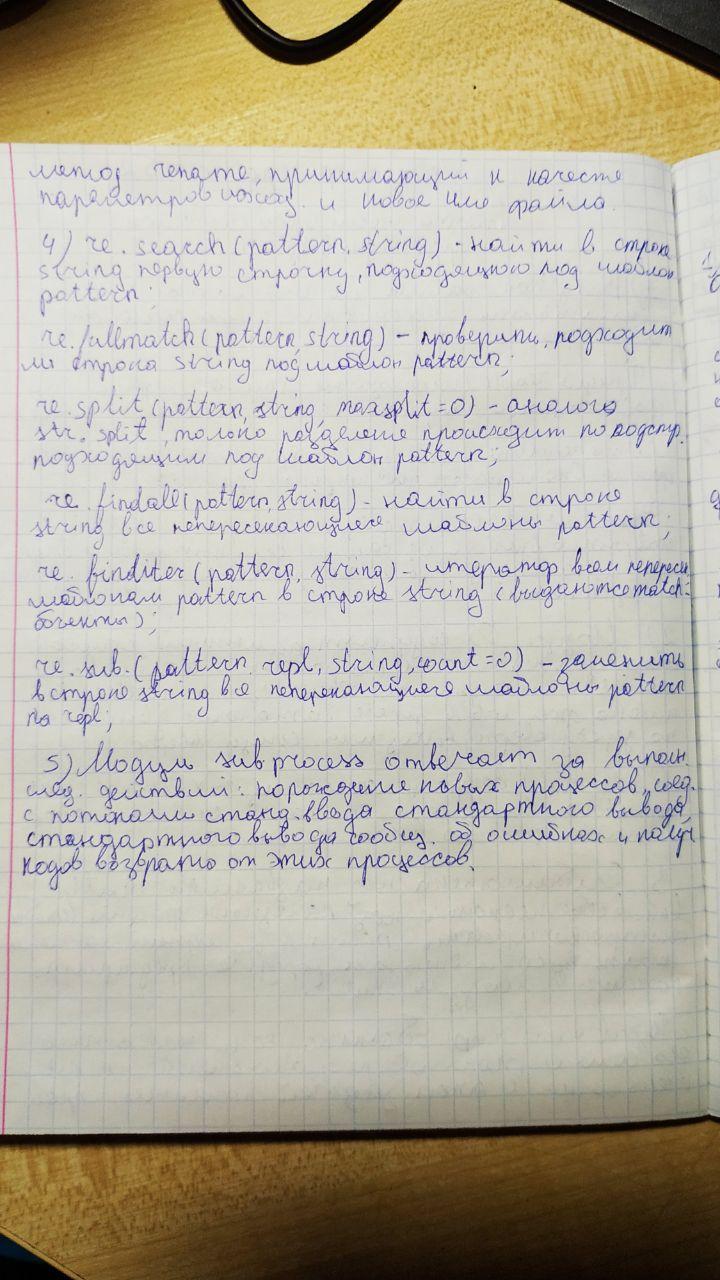 метод rename, принимающий в качестве
параметров исход. и новое имя файла.
4) re. search (pattern, string) - найти в строке
string первую строчку, подходящую под шаблон
pattern;
re. fullmatch (pattern, string) - проверить, подходит
ли строка string под шаблон pattern;
re. split (pattern, string, maxsplit=0) - аналог
str. split, только разделение происходит по подстр.
подходящим под шаблон pattern;
re. findall (pattern, string) - найти в строке
string все непересекающиеся шаблоны pattern;
re. finditer (pattern, string) - итератор всем непересек
шаблонам pattern в строке string (выдаются match-
re. sub. (pattern, repl, string, count=0) - заменить
в строке string все шаблоны pattern
на repl;
5) Модуль subprocess отвечает за выполн.
след. действий: порождение новых процессов, соед.
с потоками станд. ввода, стандартного вывода,
стандартного вывода сообщ. об ошибках и получ
кодов возврата от этих процессов.